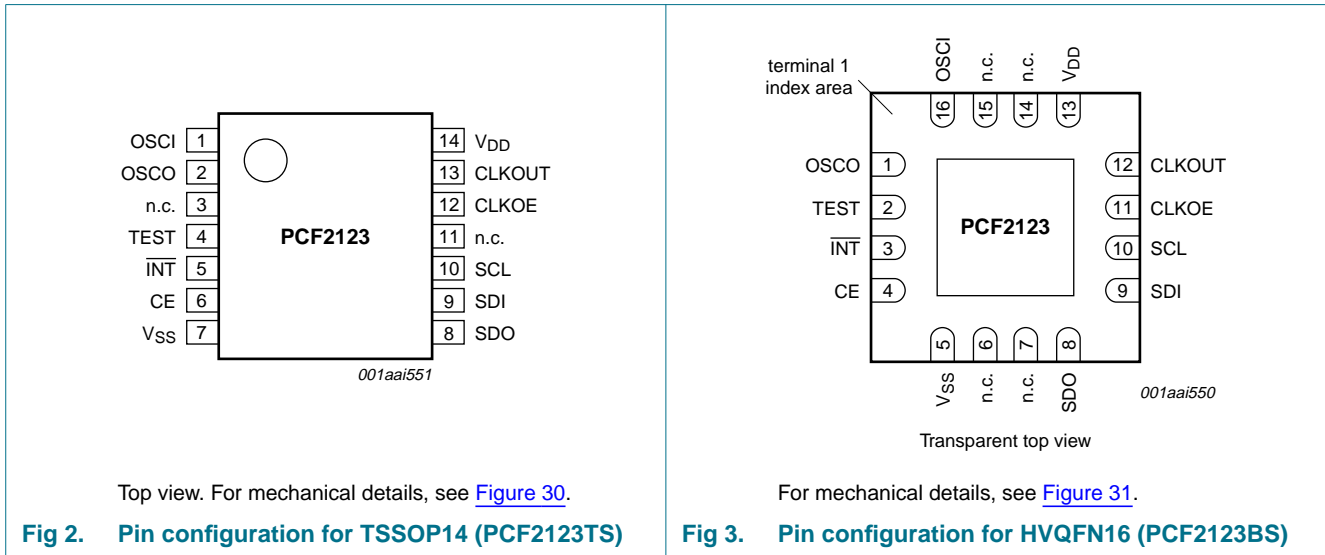 OSCI 1
OSCO 2
n.c. 3
TEST 4
INT 5
CE 6
VSS 7
PCF2123
14 VDD
13 CLKOUT
12 CLKOE
11 n.c.
10 SCL
9 SDI
8 SDO
001aai551
Top view. For mechanical details, see Figure 30.
Fig 2. Pin configuration for TSSOP14 (PCF2123TS)
terminal 1
index area
OSCI n.c. n.c. VDD
16 15 14 13
OSCO 1
TEST 2
INT 3
CE 4
PCF2123
12 CLKOUT
11 CLKOE
10 SCL
9 SDI
5 6 7 8
VSS n.c. n.c. SDO
001aai550
Transparent top view
For mechanical details, see Figure 31.
Fig 3. Pin configuration for HVQFN16 (PCF2123BS)